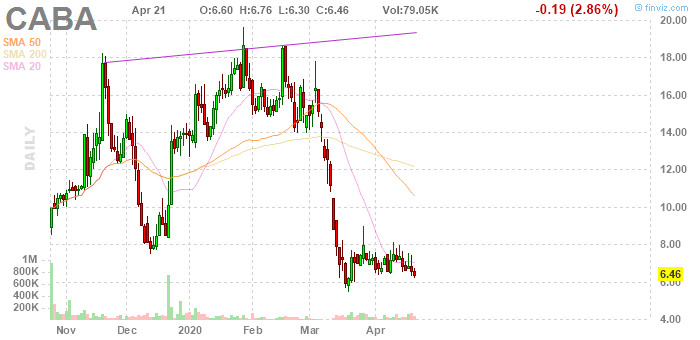 CABA
Apr 21 O:6.60 H:6.76 L:6.30 C:6.46 Vol:79.05K -0.19 (2.86%)
© finviz.com
SMA 50
SMA 200
SMA 20
DAILY
20.00
18.00
16.00
14.00
12.00
10.00
8.00
6.46
6.00
4.00
1M
800K
600K
400K
200K
Nov Dec 2020 Feb Mar Apr